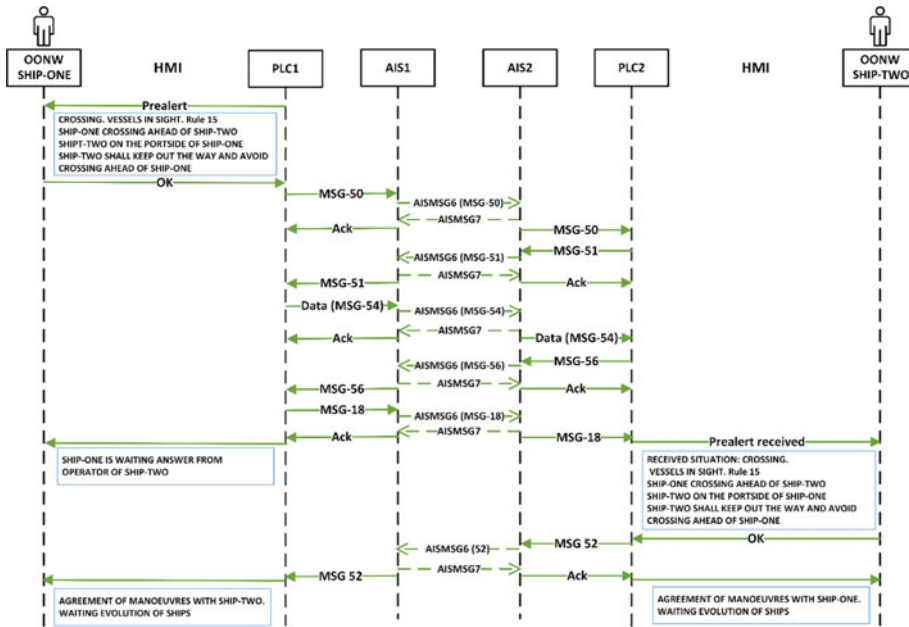 OONW
SHIP-ONE
HMI
PLC1
AIS1
AIS2
PLC2
HMI
OONW
SHIP-TWO
Prealert
CROSSING. VESSELS IN SIGHT. Rule 15
SHIP-ONE CROSSING AHEAD OF SHIP-TWO
SHIPT-TWO ON THE PORTSIDE OF SHIP-ONE
SHIP-TWO SHALL KEEP OUT THE WAY AND AVOID
CROSSING AHEAD OF SHIP-ONE
OK
MSG-50
AISMSG6 (MSG-50)
AISMSG7
Ack
MSG-50
MSG-51
AISMSG6 (MSG-51)
AISMSG7
MSG-51
Ack
Data (MSG-54)
AISMSG6 (MSG-54)
AISMSG7
Ack
Data (MSG-54)
MSG-56
AISMSG6 (MSG-56)
AISMSG7
MSG-56
Ack
MSG-18
AISMSG6 (MSG-18)
AISMSG7
Ack
MSG-18
Prealert received
SHIP-ONE IS WAITING ANSWER FROM
OPERATOR OF SHIP-TWO
RECEIVED SITUATION: CROSSING.
VESSELS IN SIGHT. Rule 15
SHIP-ONE CROSSING AHEAD OF SHIP-TWO
SHIP-TWO ON THE PORTSIDE OF SHIP-ONE
SHIP-TWO SHALL KEEP OUT THE WAY AND AVOID
CROSSING AHEAD OF SHIP-ONE
OK
MSG 52
AISMSG6 (52)
AISMSG7
MSG 52
Ack
AGREEMENT OF MANOEUVRES WITH SHIP-TWO.
WAITING EVOLUTION OF SHIPS
AGREEMENT OF MANOEUVRES WITH SHIP-ONE.
WAITING EVOLUTION OF SHIPS